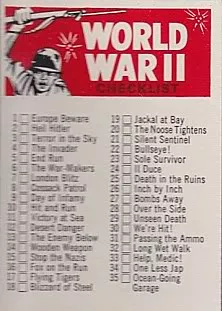 WORLD
WAR II
CHECKLIST
1 Europe Beware
2 Heil Hitler
3 Terror in the Sky
4 The Invader
5 End Run
6 The War-Makers
7 London Blitz
8 Cossack Patrol
9 Day of Infamy
10 Hit and Run
11 Victory at Sea
12 Desert Danger
13 The Enemy Below
14 Wooden Weapon
15 Stop the Nazis
16 Fox on the Run
17 Flying Tigers
18 Blizzard of Steel
19 Jackal at Bay
20 The Noose Tightens
21 Silent Sentinel
22 Bullseye!
23 Sole Survivor
24 Il Duce
25 Death in the Ruins
26 Inch by Inch
27 Bombs Away
28 Over the Side
29 Unseen Death
30 We're Hit!
31 Passing the Ammo
32 Long Wet Walk
33 Help, Medic!
34 One Less Jap
35 Ocean-Going
Garage